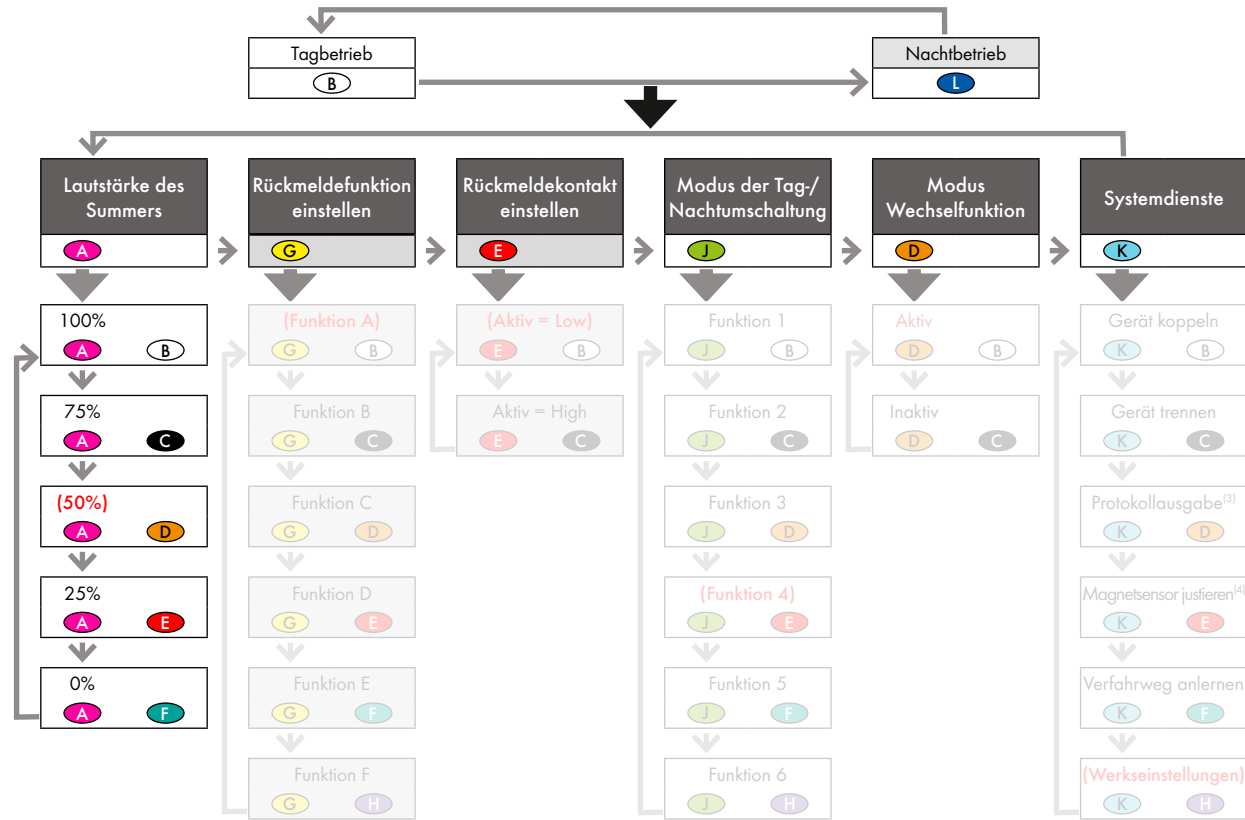 Tagbetrieb
B
Nachtbetrieb
L
Lautstärke des
Summers
A
Rückmeldefunktion
einstellen
G
Rückmeldekontakt
einstellen
E
Modus der Tag-/
Nachtumschaltung
J
Modus
Wechselfunktion
D
Systemdienste
K
100%
A B
75%
A C
(50%)
A D
25%
A E
0%
A F
(Funktion A)
G B
Funktion B
G C
Funktion C
G D
Funktion D
G E
Funktion E
G F
Funktion F
G H
(Aktiv = Low)
E B
Aktiv = High
E C
Funktion 1
J B
Funktion 2
J C
Funktion 3
J D
(Funktion 4)
J E
Funktion 5
J F
Funktion 6
J H
Aktiv
D B
Inaktiv
D C
Gerät koppeln
K B
Gerät trennen
K C
Protokollausgabe(3)
K D
Magnetsensor justieren(4)
K E
Verfahrweg anlernen
K F
(Werkseinstellungen)
K H